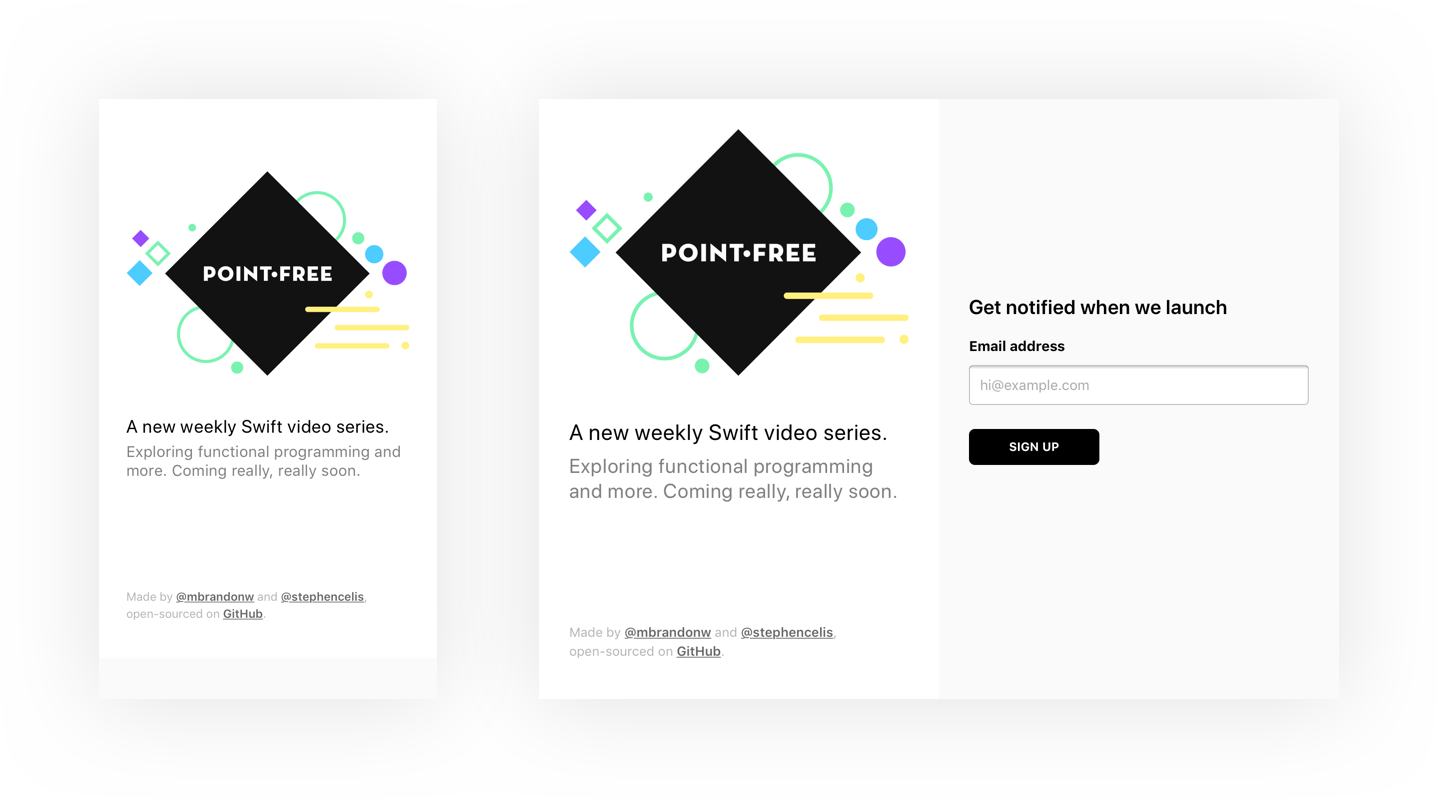 POINT•FREE
A new weekly Swift video series.
Exploring functional programming and
more. Coming really, really soon.
Made by @mbrandonw and @stephencelis,
open-sourced on GitHub.
POINT•FREE
A new weekly Swift video series.
Exploring functional programming
and more. Coming really, really soon.
Made by @mbrandonw and @stephencelis,
open-sourced on GitHub.
Get notified when we launch
Email address
hi@example.com
SIGN UP